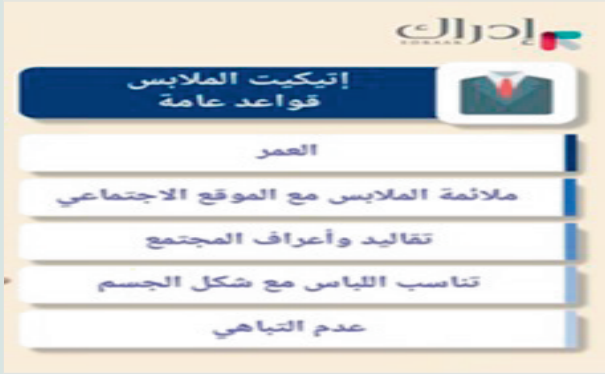 إدراك
EDRAAK
إتيكيت الملابس
قواعد عامة
العمر
ملائمة الملابس مع الموقع الاجتماعي
تقاليد وأعراف المجتمع
تناسب اللباس مع شكل الجسم
عدم التباهي